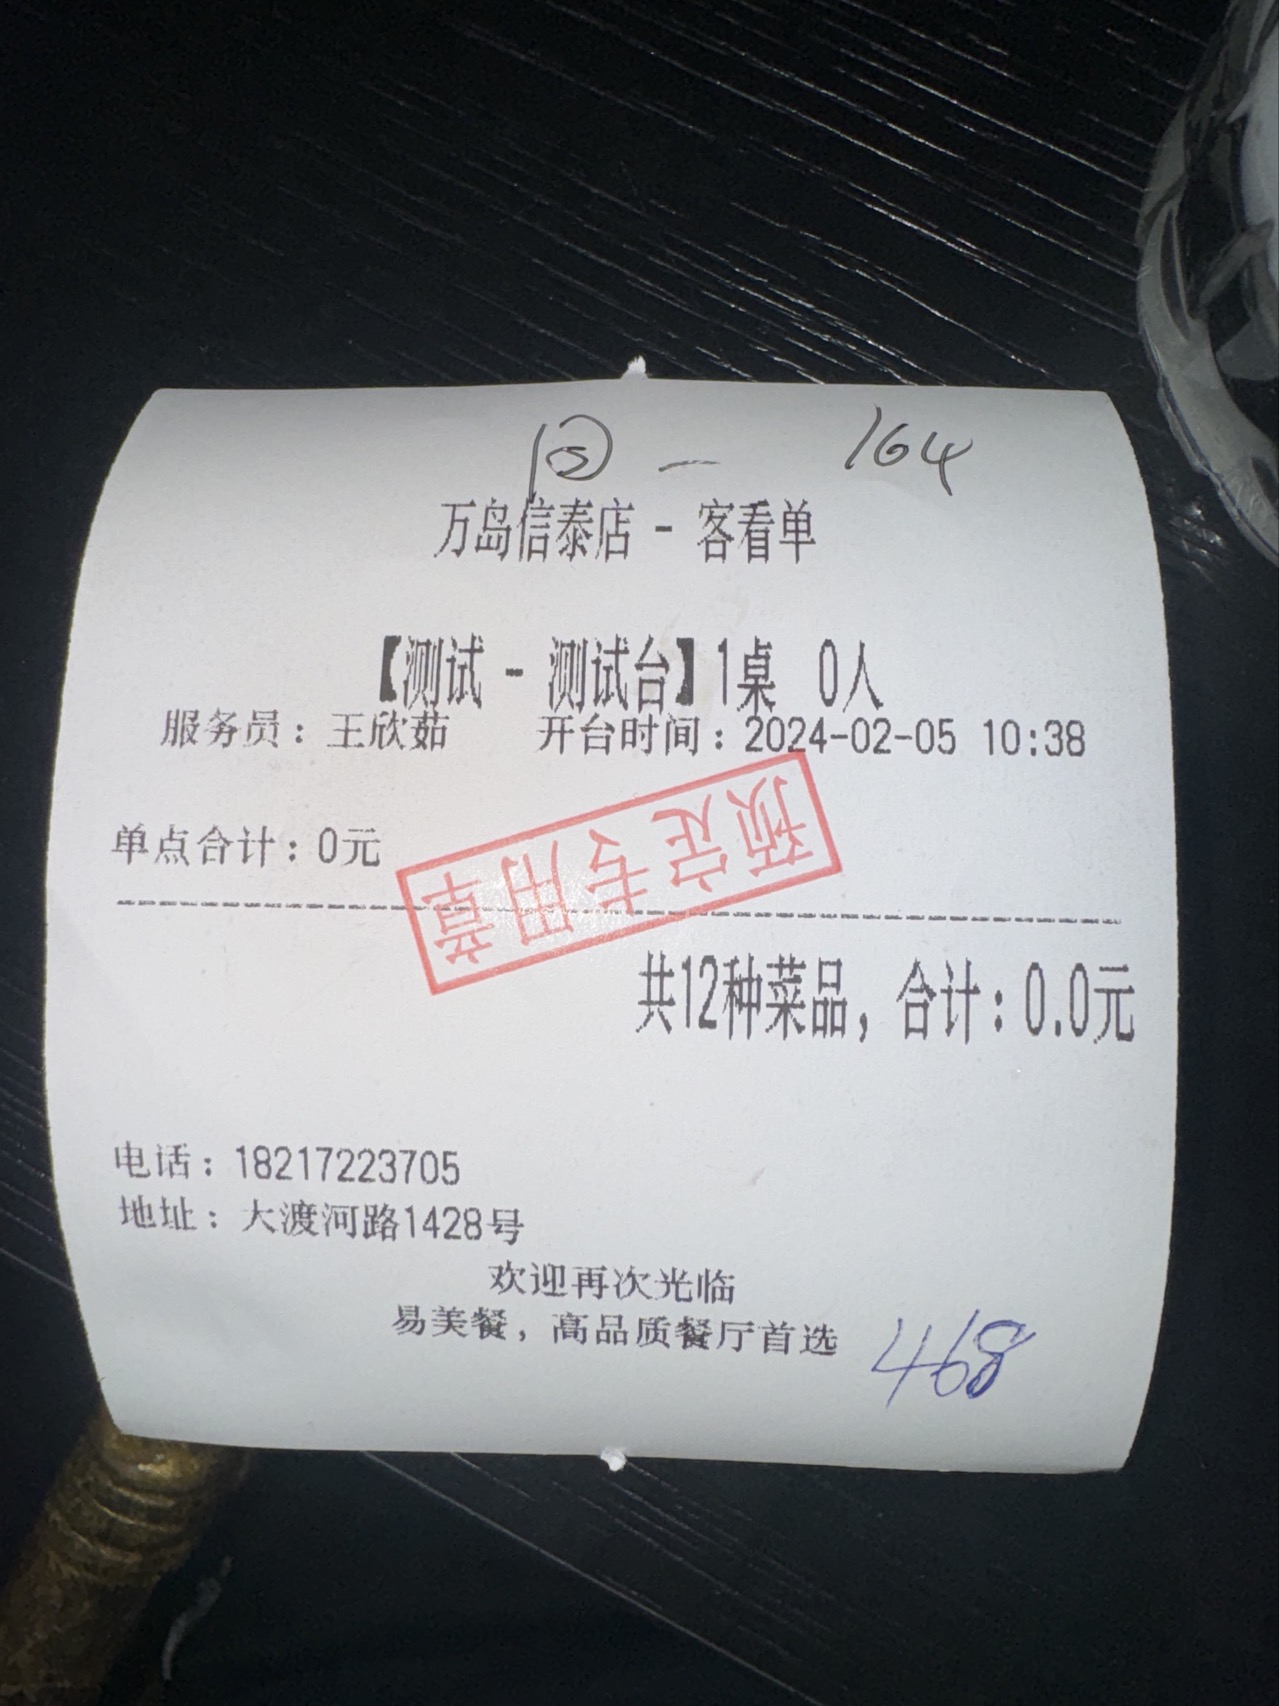 164
万岛信泰店 - 客看单
【测试 - 测试台】1桌 0人
服务员：王欣茹 开台时间：2024-02-05 10:38
单点合计：0元
预定专用章
共12种菜品，合计：0.0元
电话：18217223705
地址：大渡河路1428号
欢迎再次光临
易美餐，高品质餐厅首选
468